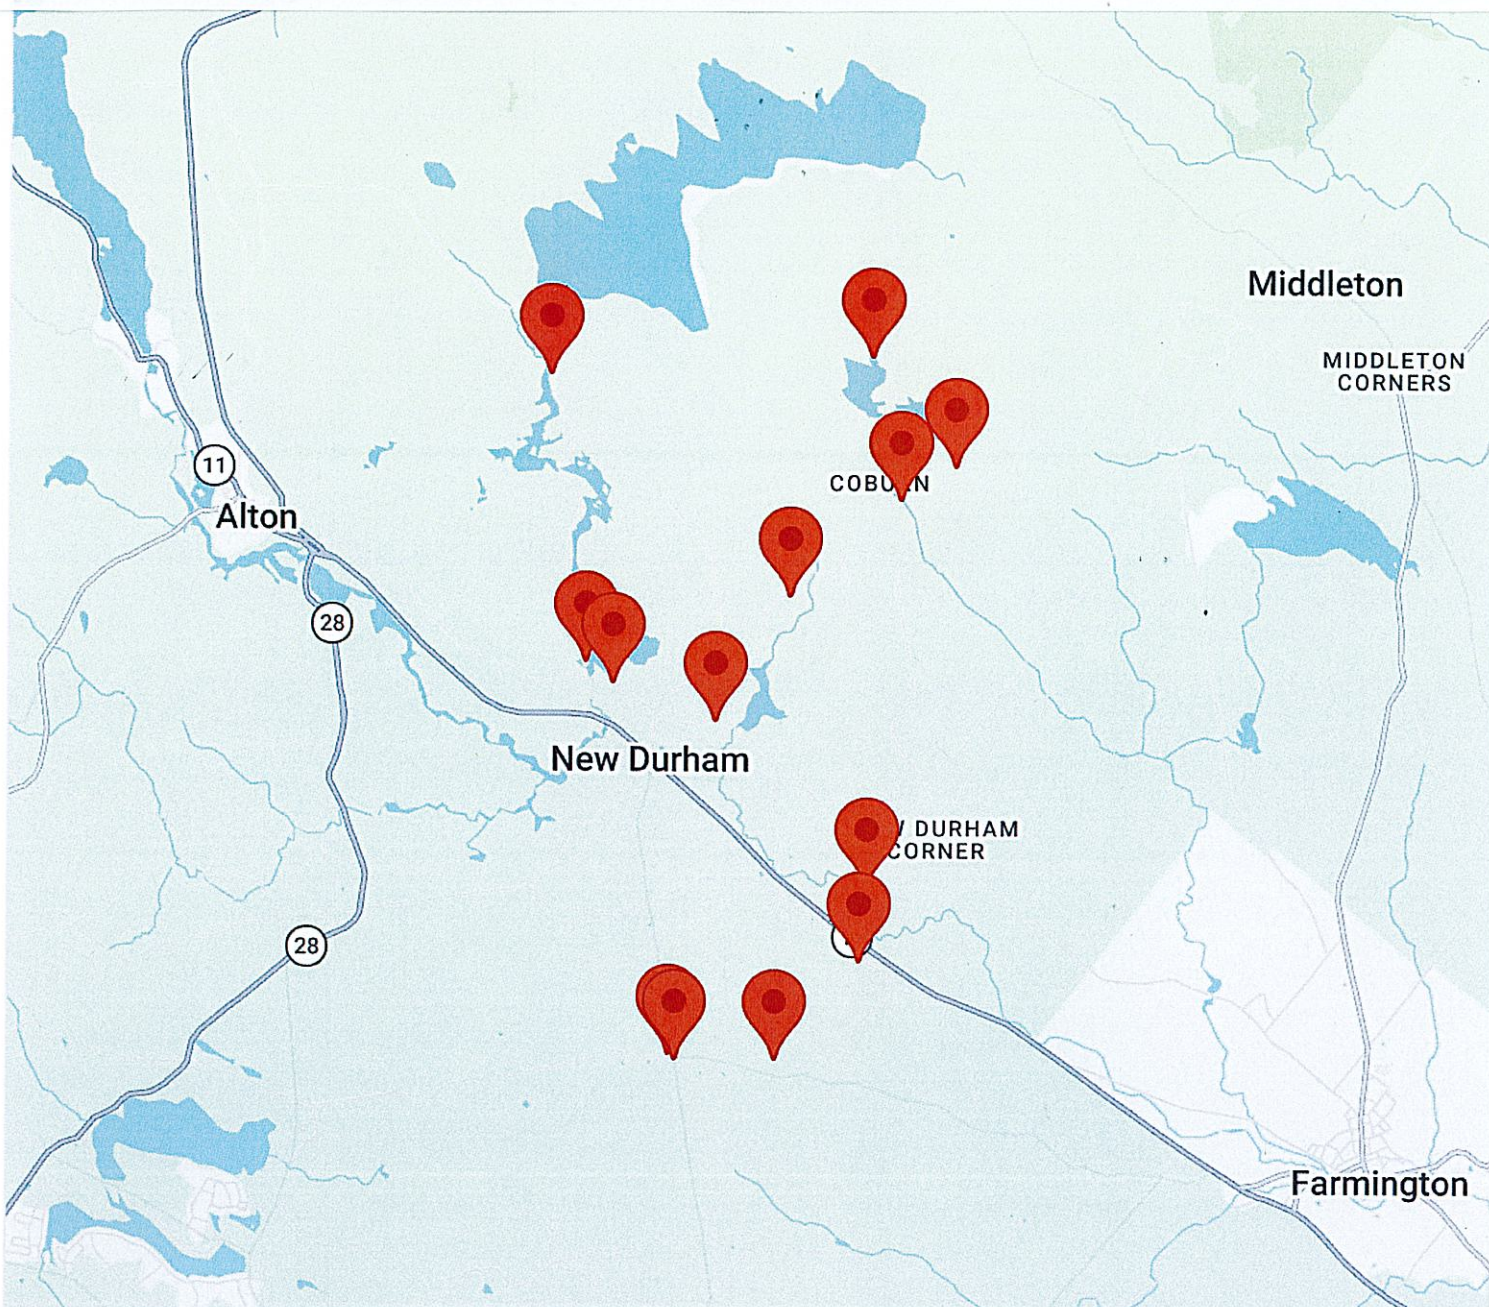 Middleton
MIDDLETON
CORNERS
11
Alton
28
New Durham
DURHAM
CORNER
28
Farmington